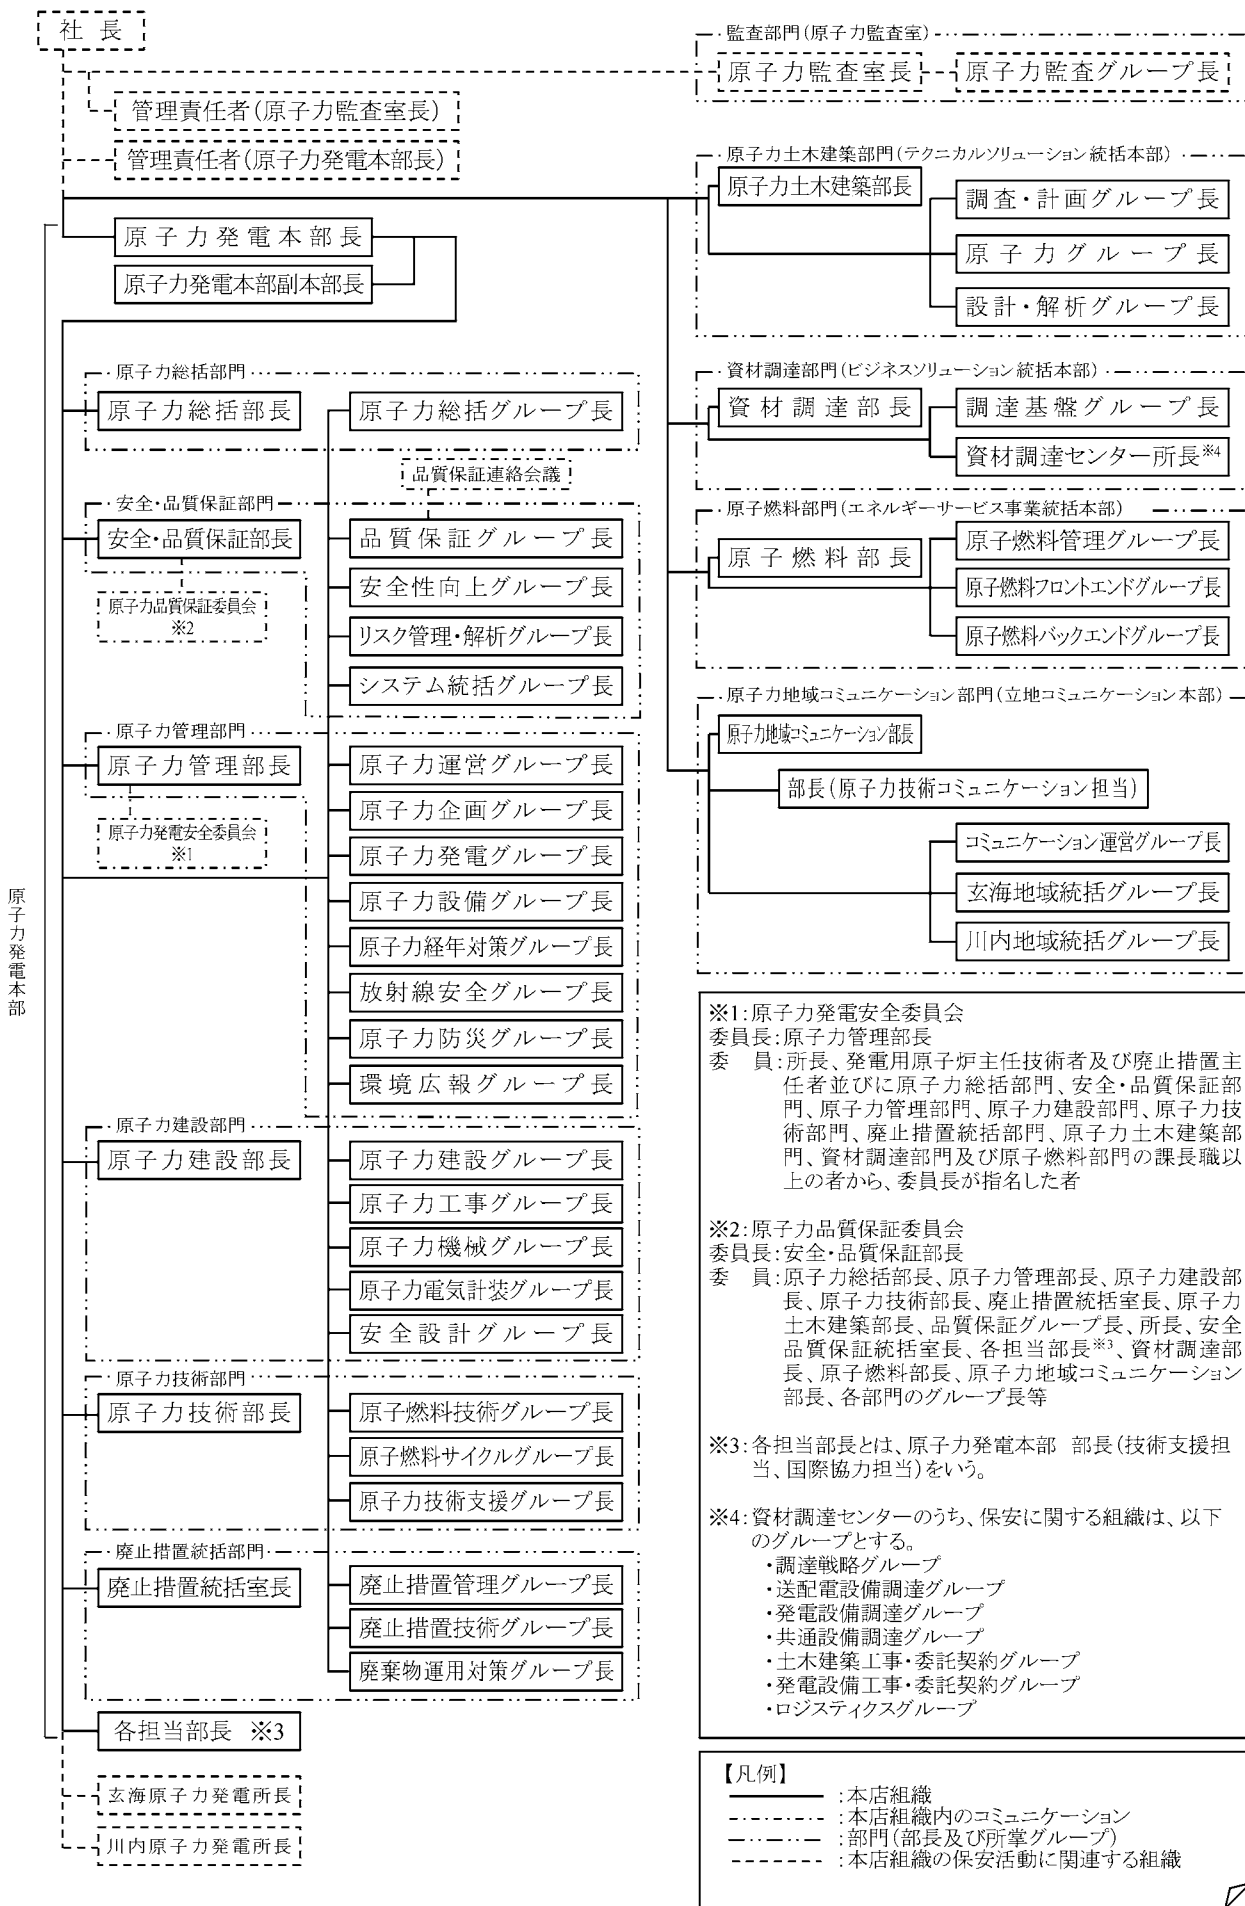 社長
管理責任者(原子力監査室長)
管理責任者(原子力発電本部長)
原子力発電本部長
原子力発電本部副本部長
原子力発電本部
原子力総括部門
原子力総括部長
原子力総括グループ長
品質保証連絡会議
安全・品質保証部門
安全・品質保証部長
原子力品質保証委員会
※2
品質保証グループ長
安全性向上グループ長
リスク管理・解析グループ長
システム統括グループ長
原子力管理部門
原子力管理部長
原子力発電安全委員会
※1
原子力運営グループ長
原子力企画グループ長
原子力発電グループ長
原子力設備グループ長
原子力経年対策グループ長
放射線安全グループ長
原子力防災グループ長
環境広報グループ長
原子力建設部門
原子力建設部長
原子力建設グループ長
原子力工事グループ長
原子力機械グループ長
原子力電気計装グループ長
安全設計グループ長
原子力技術部門
原子力技術部長
原子燃料技術グループ長
原子燃料サイクルグループ長
原子力技術支援グループ長
廃止措置統括部門
廃止措置統括室長
廃止措置管理グループ長
廃止措置技術グループ長
廃棄物運用対策グループ長
各担当部長 ※3
玄海原子力発電所長
川内原子力発電所長
監査部門(原子力監査室)
原子力監査室長
原子力監査グループ長
原子力土木建築部門(テクニカルソリューション統括本部)
原子力土木建築部長
調査・計画グループ長
原子力グループ長
設計・解析グループ長
資材調達部門(ビジネスソリューション統括本部)
資材調達部長
調達基盤グループ長
資材調達センター所長※4
原子燃料部門(エネルギーサービス事業統括本部)
原子燃料部長
原子燃料管理グループ長
原子燃料フロントエンドグループ長
原子燃料バックエンドグループ長
原子力地域コミュニケーション部門(立地コミュニケーション本部)
原子力地域コミュニケーション部長
部長(原子力技術コミュニケーション担当)
コミュニケーション運営グループ長
玄海地域統括グループ長
川内地域統括グループ長
※1:原子力発電安全委員会
委員長:原子力管理部長
委 員:所長、発電用原子炉主任技術者及び廃止措置主
任者並びに原子力総括部門、安全・品質保証部
門、原子力管理部門、原子力建設部門、原子力技
術部門、廃止措置統括部門、原子力土木建築部
門、資材調達部門及び原子燃料部門の課長職以
上の者から、委員長が指名した者
※2:原子力品質保証委員会
委員長:安全・品質保証部長
委 員:原子力総括部長、原子力管理部長、原子力建設部
長、原子力技術部長、廃止措置統括室長、原子力
土木建築部長、品質保証グループ長、所長、安全
品質保証統括室長、各担当部長※3、資材調達部
長、原子燃料部長、原子力地域コミュニケーション
部長、各部門のグループ長等
※3:各担当部長とは、原子力発電本部 部長(技術支援担
当、国際協力担当)をいう。
※4:資材調達センターのうち、保安に関する組織は、以下
のグループとする。
・調達戦略グループ
・送配電設備調達グループ
・発電設備調達グループ
・共通設備調達グループ
・土木建築工事・委託契約グループ
・発電設備工事・委託契約グループ
・ロジスティクスグループ
【凡例】
:本店組織
:本店組織内のコミュニケーション
:部門(部長及び所掌グループ)
:本店組織の保安活動に関連する組織